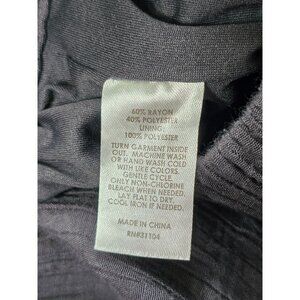 60% RAYON
40% POLYESTER
LINING:
100% POLYESTER
TURN GARMENT INSIDE
OUT. MACHINE WASH
OR HAND WASH COLD
WITH LIKE COLORS.
GENTLE CYCLE.
ONLY NON-CHLORINE
BLEACH WHEN NEEDED.
LAY FLAT TO DRY.
COOL IRON IF NEEDED.
MADE IN CHINA
RN#31104